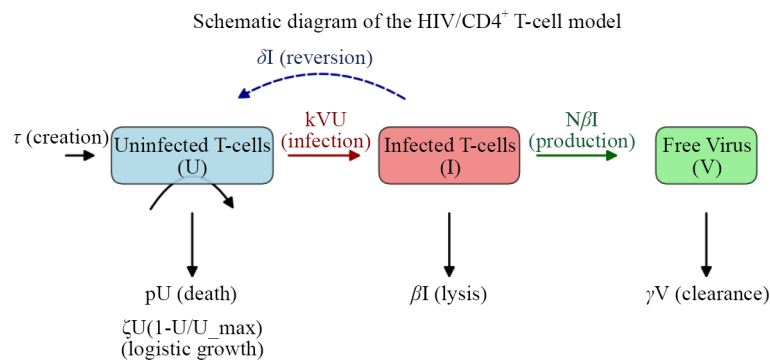 Schematic diagram of the HIV/CD4⁺ T-cell model
δI (reversion)
τ (creation)
Uninfected T-cells
(U)
kVU
(infection)
Infected T-cells
(I)
NβI
(production)
Free Virus
(V)
pU (death)
ζU(1-U/U_max)
(logistic growth)
βI (lysis)
γV (clearance)